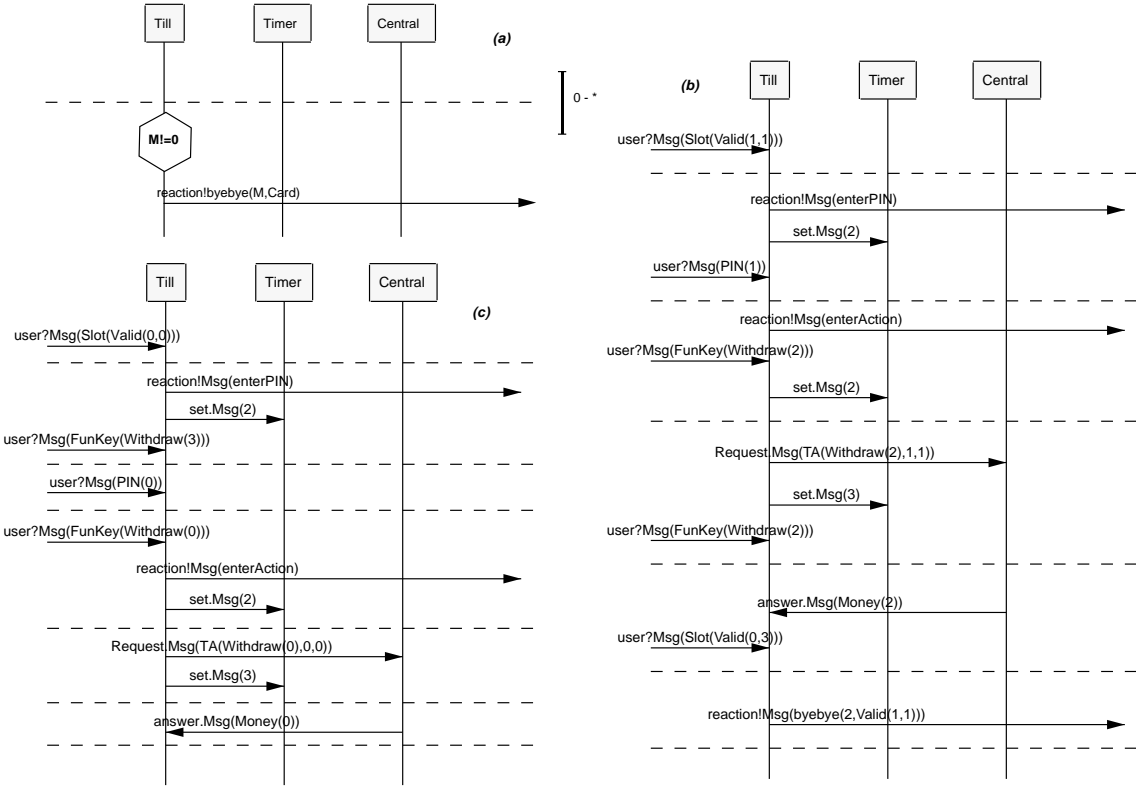 Till
Timer
Central
(a)
M!=0
reaction!byebye(M,Card)
0 - *
Till
Timer
Central
(b)
user?Msg(Slot(Valid(1,1)))
reaction!Msg(enterPIN)
set.Msg(2)
user?Msg(PIN(1))
reaction!Msg(enterAction)
user?Msg(FunKey(Withdraw(2)))
set.Msg(2)
Request.Msg(TA(Withdraw(2),1,1))
set.Msg(3)
user?Msg(FunKey(Withdraw(2)))
answer.Msg(Money(2))
user?Msg(Slot(Valid(0,3)))
reaction!Msg(byebye(2,Valid(1,1)))
Till
Timer
Central
(c)
user?Msg(Slot(Valid(0,0)))
reaction!Msg(enterPIN)
set.Msg(2)
user?Msg(FunKey(Withdraw(3)))
user?Msg(PIN(0))
user?Msg(FunKey(Withdraw(0)))
reaction!Msg(enterAction)
set.Msg(2)
Request.Msg(TA(Withdraw(0),0,0))
set.Msg(3)
answer.Msg(Money(0))